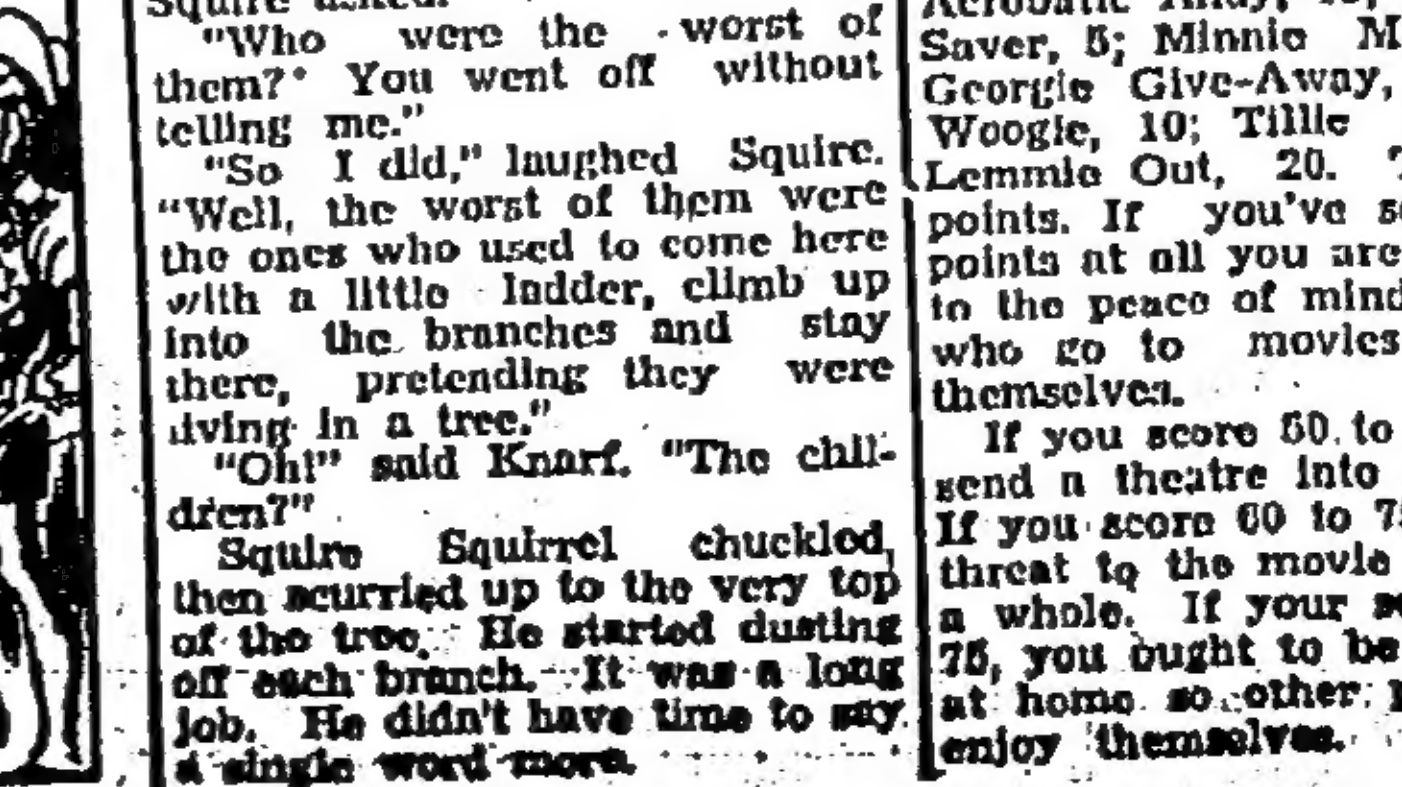 Squire asked.
"Who were the worst of
them? You went off without
telling me."
"So I did," laughed Squire.
"Well, the worst of them were
the ones who used to come here
with a little ladder, climb up
into the branches and stay
there, pretending they were
living in a tree."
"Oh!" said Knarf. "The chil-
dren?"
Squire Squirrel chuckled,
then scurried up to the very top
of the tree. He started dusting
off each branch. It was a long
job. He didn't have time to say
a single word more.
Saver, 5; Minnie M
Georgie Give-Away,
Woogie, 10; Tillie
Lemmie Out, 20.
points. If you've
points at all you are
to the peace of mind
who go to movies
themselves.
If you score 50 to
send a theatre into
If you score 60 to 75
threat to the movie
a whole. If your
75, you ought to be
at home so other
enjoy themselves.